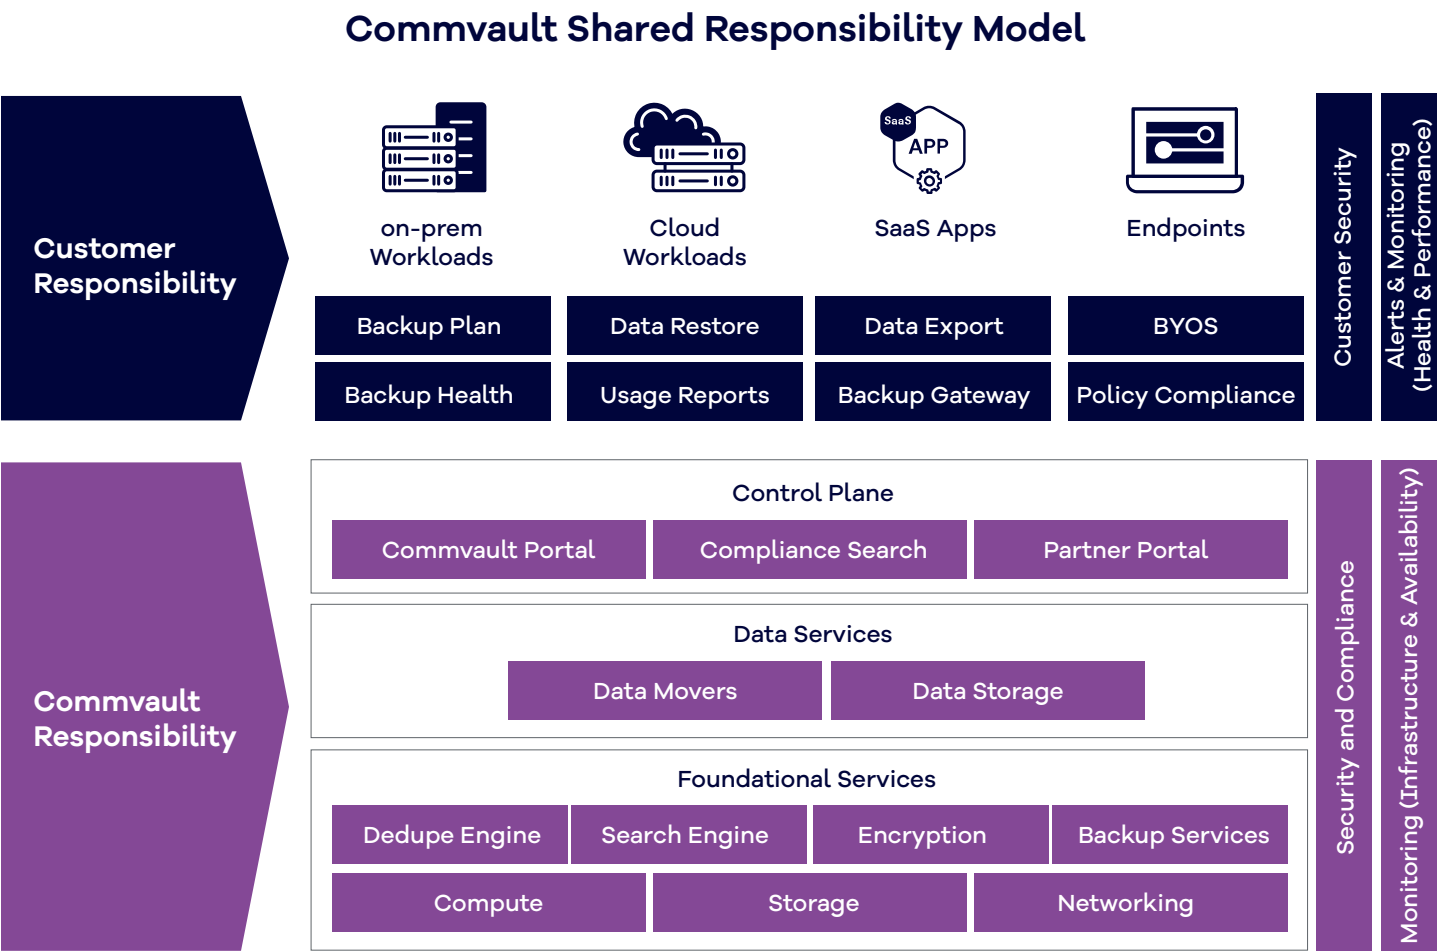 Commvault Shared Responsibility Model
Customer
Responsibility
SaaS
APP
on-prem
Workloads
Cloud
Workloads
SaaS Apps
Endpoints
Backup Plan
Data Restore
Data Export
BYOS
Backup Health
Usage Reports
Backup Gateway
Policy Compliance
Customer Security
Alerts & Monitoring
(Health & Performance)
Commvault
Responsibility
Control Plane
Commvault Portal
Compliance Search
Partner Portal
Data Services
Data Movers
Data Storage
Foundational Services
Dedupe Engine
Search Engine
Encryption
Backup Services
Compute
Storage
Networking
Security and Compliance
Monitoring (Infrastructure & Availability)